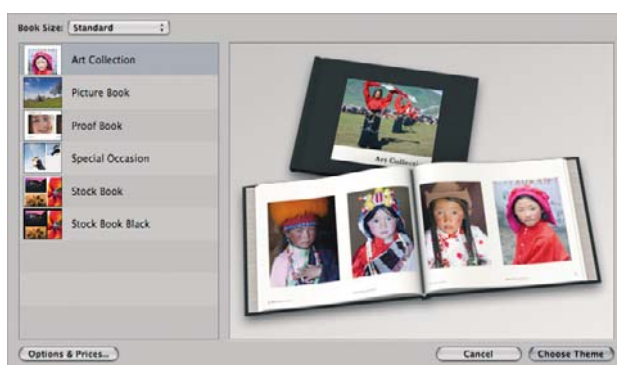 Book Size: Standard
Art Collection
Picture Book
Proof Book
Special Occasion
Stock Book
Stock Book Black
Art Collection
Options & Prices...
Cancel
Choose Theme